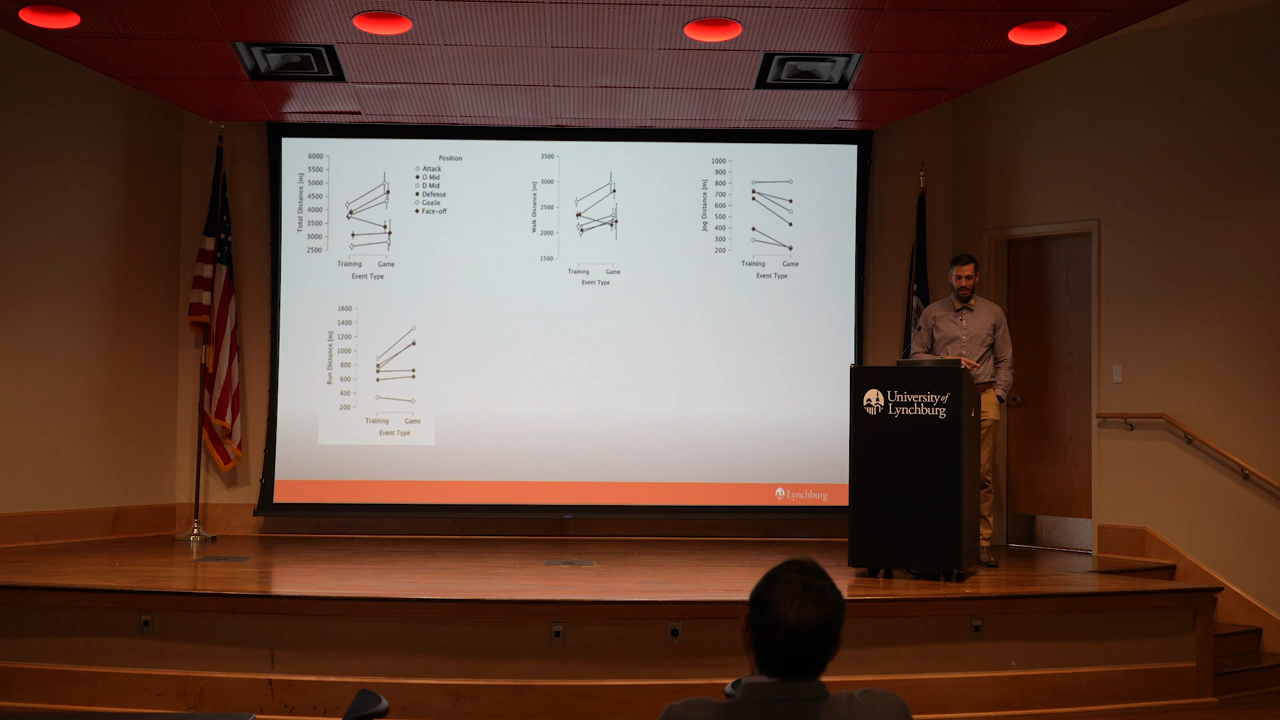 6000
5500
5000
4500
4000
3500
3000
2500
Total Distance [m]
Training Game
Event Type
Position
Attack
O Mid
D Mid
Defense
Goalie
Face-off
3500
3000
2500
2000
1500
Walk Distance [m]
Training Game
Event Type
1000
900
800
700
600
500
400
300
200
Jog Distance [m]
Training Game
Event Type
1600
1400
1200
1000
800
600
400
200
Run Distance [m]
Training Game
Event Type
Lynchburg
University of
Lynchburg